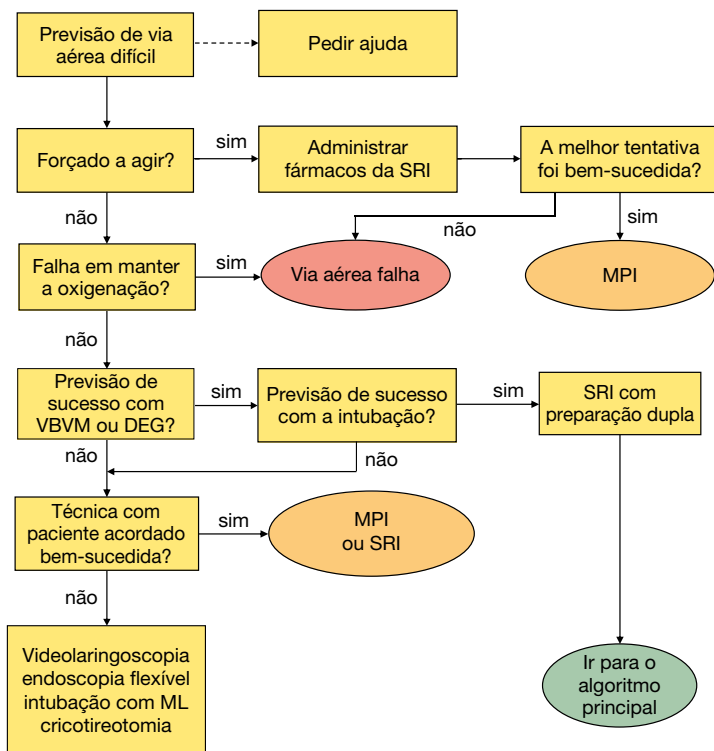 Previsão de via
aérea difícil
Pedir ajuda
Forçado a agir?
sim
Administrar
fármacos da SRI
A melhor tentativa
foi bem-sucedida?
não
não
sim
Falha em manter
a oxigenação?
sim
Via aérea falha
MPI
não
Previsão de
sucesso com
VBVM ou DEG?
sim
Previsão de sucesso
com a intubação?
sim
SRI com
preparação dupla
não
não
Técnica com
paciente acordado
bem-sucedida?
sim
MPI
ou SRI
não
Videolaringoscopia
endoscopia flexível
intubação com ML
cricotireotomia
Ir para o
algoritmo
principal